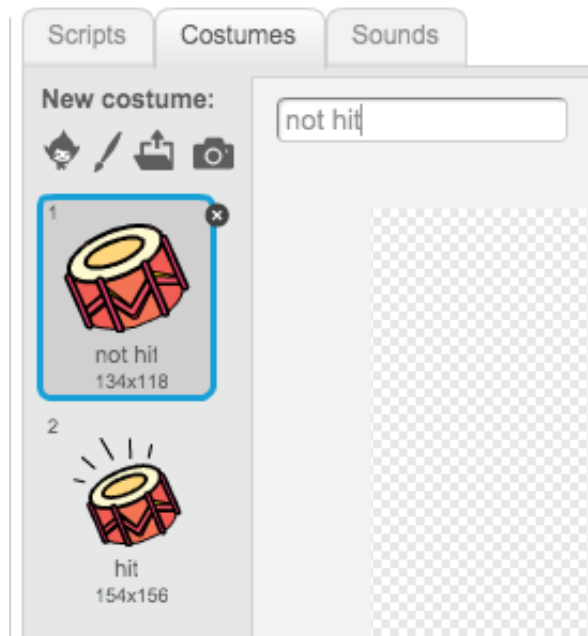 Scripts Costumes Sounds
New costume:
not hit
1
not hit
134x118
2
hit
154x156